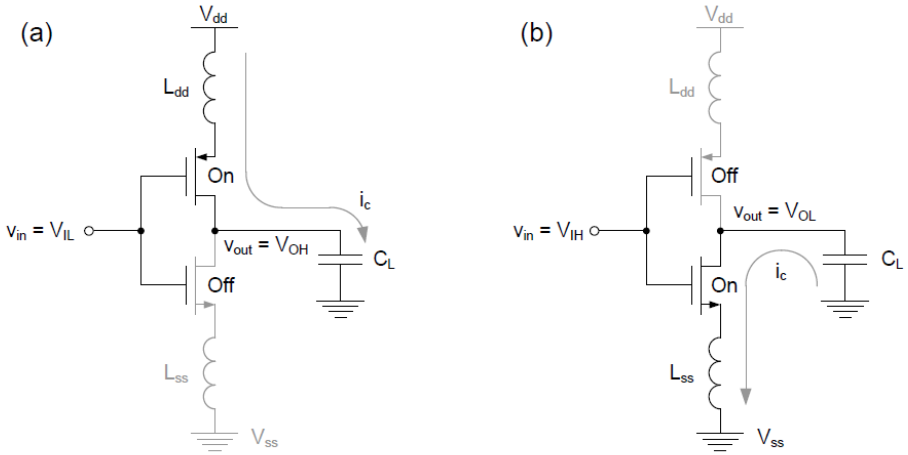 (a)
Vdd
Ldd
On
ic
vin = VIL
vout = VOH
CL
Off
Lss
Vss
(b)
Vdd
Ldd
Off
vout = VOL
vin = VIH
CL
ic
On
Lss
Vss